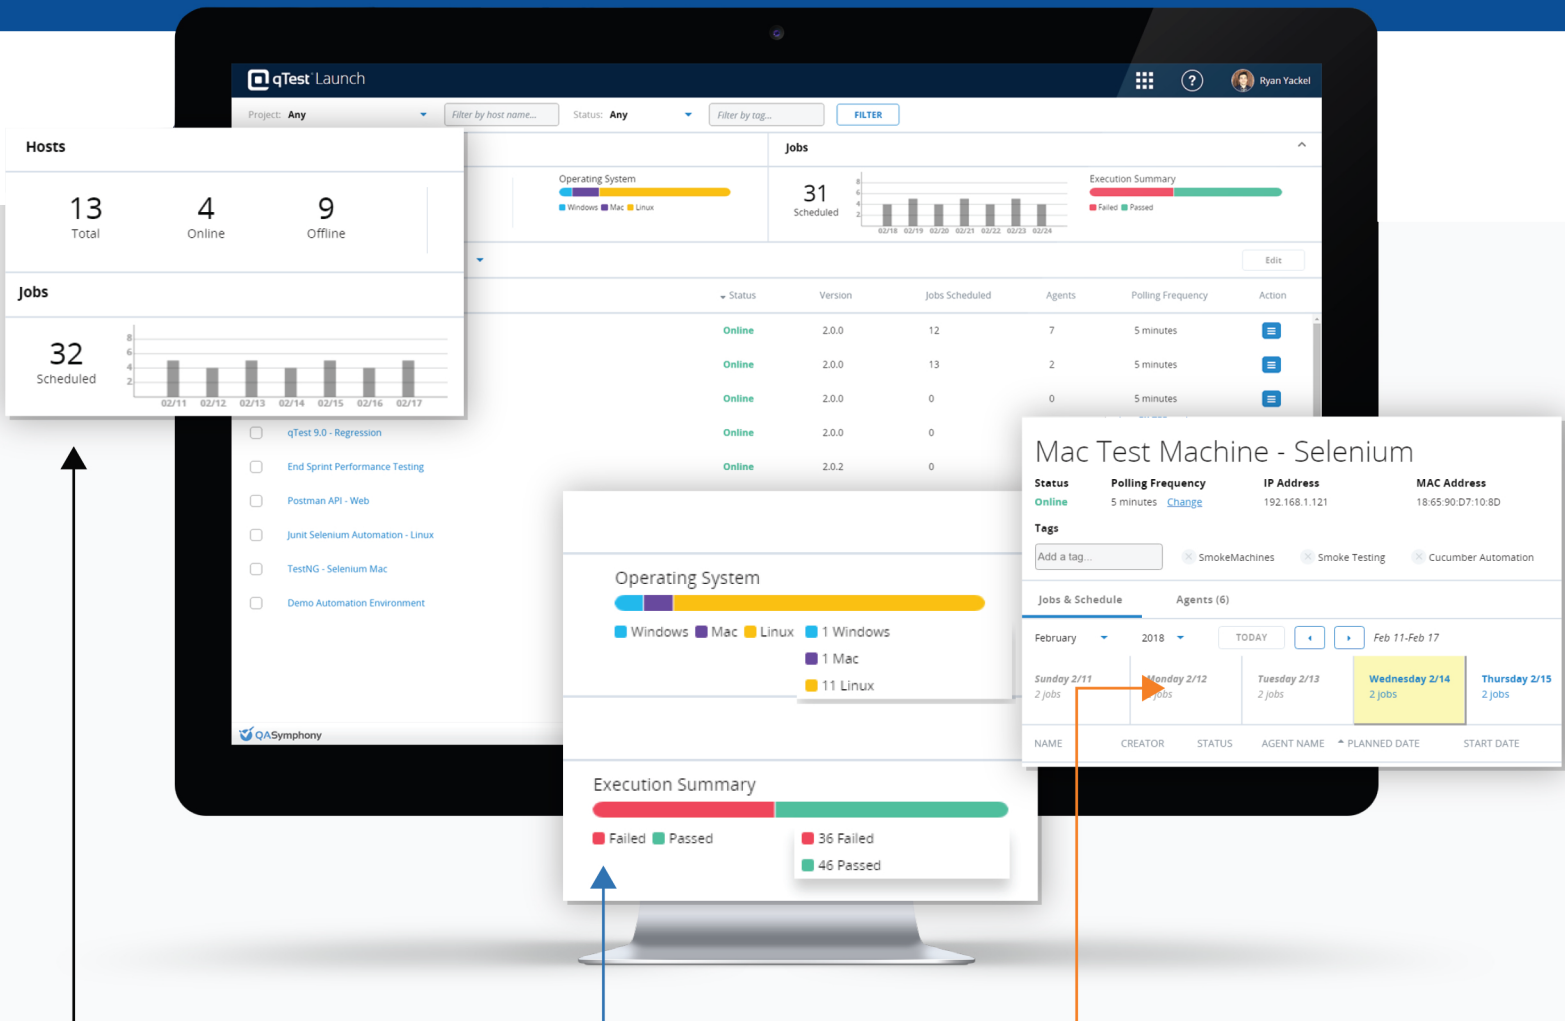 qTest Launch
Ryan Yackel
Project: Any
Filter by host name...
Status: Any
Filter by tag...
FILTER
Hosts
13
Total
4
Online
9
Offline
Operating System
Windows Mac Linux
Jobs
31
Scheduled
8
6
4
2
02/18 02/19 02/20 02/21 02/22 02/23 02/24
Execution Summary
Failed Passed
Edit
Jobs
32
Scheduled
8
6
4
2
02/11 02/12 02/13 02/14 02/15 02/16 02/17
Status Version Jobs Scheduled Agents Polling Frequency Action
Online 2.0.0 12 7 5 minutes
Online 2.0.0 13 2 5 minutes
Online 2.0.0 0 0 5 minutes
qTest 9.0 - Regression Online 2.0.0 0
End Sprint Performance Testing Online 2.0.2 0
Postman API - Web
Junit Selenium Automation - Linux
TestNG - Selenium Mac
Demo Automation Environment
QASymphony
Operating System
Windows Mac Linux
1 Windows
1 Mac
11 Linux
Execution Summary
Failed Passed
36 Failed
46 Passed
Mac Test Machine - Selenium
Status Polling Frequency IP Address MAC Address
Online 5 minutes Change 192.168.1.121 18:65:90:D7:10:8D
Tags
Add a tag... SmokeMachines Smoke Testing Cucumber Automation
Jobs & Schedule Agents (6)
February 2018 TODAY Feb 11-Feb 17
Sunday 2/11 Monday 2/12 Tuesday 2/13 Wednesday 2/14 Thursday 2/15
2 jobs jobs 2 jobs 2 jobs 2 jobs
NAME CREATOR STATUS AGENT NAME PLANNED DATE START DATE